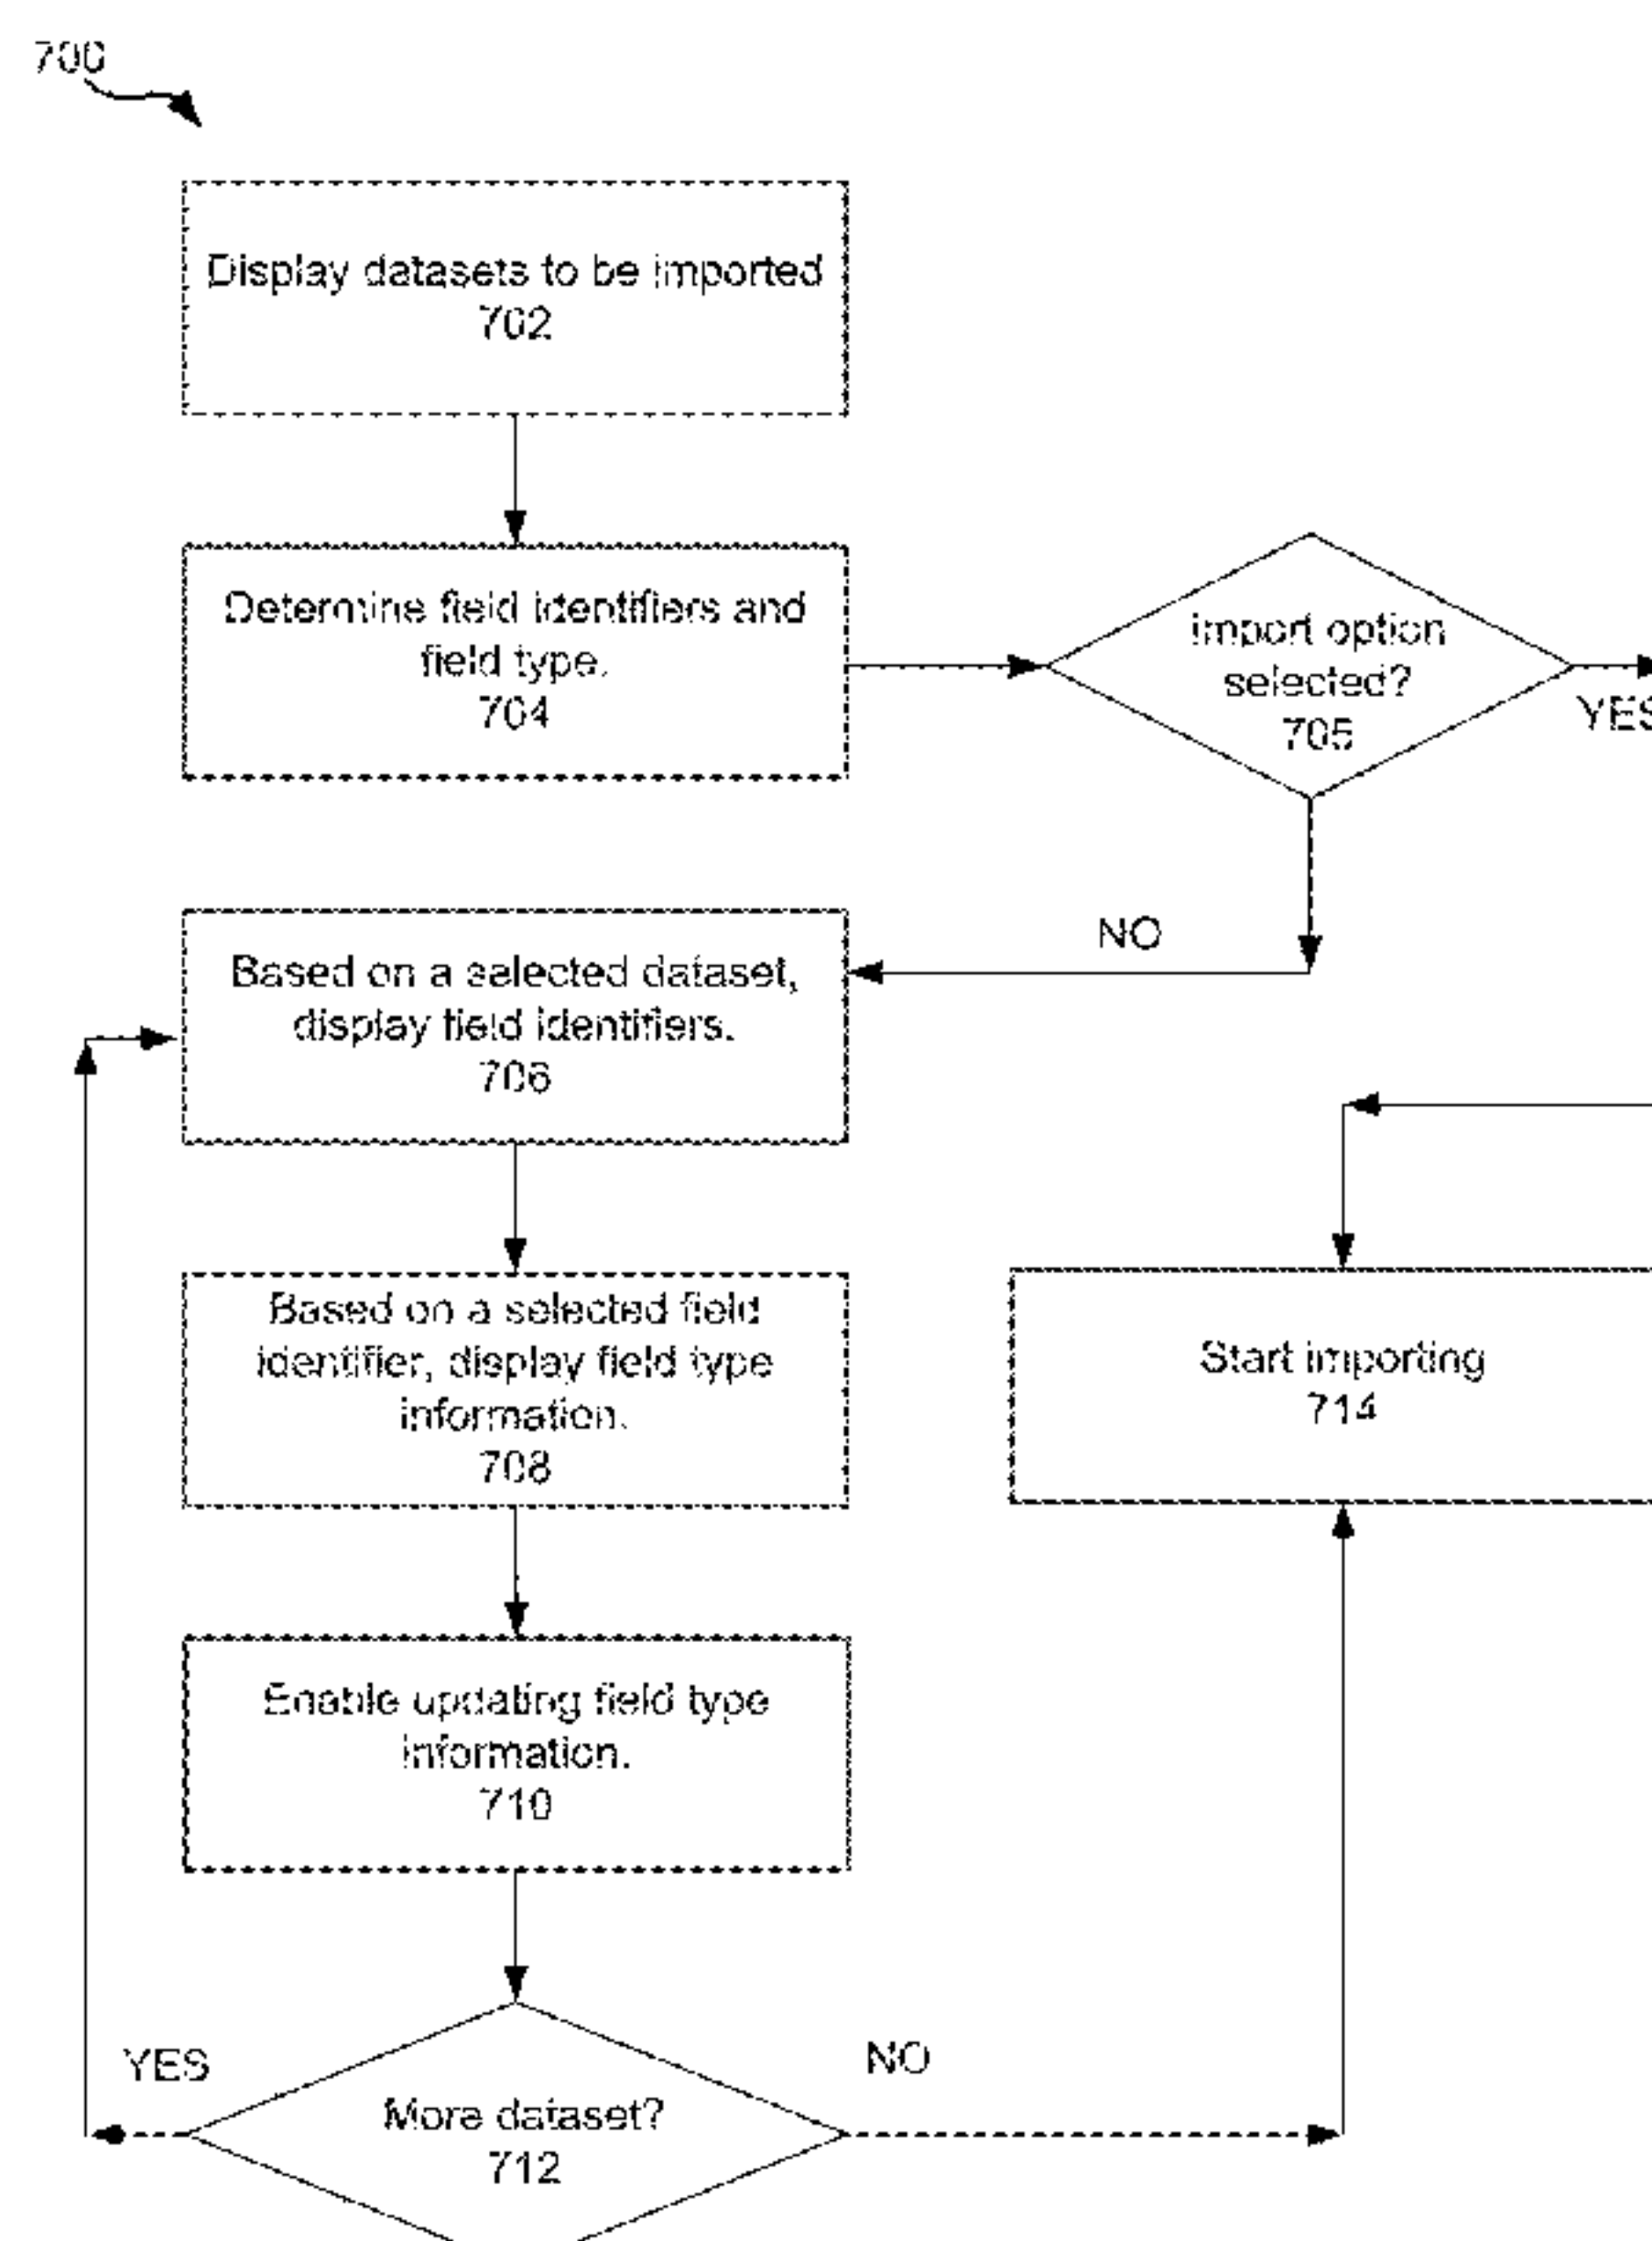 700
Display datasets to be imported
702
Determine field identifiers and
field type.
704
import option
selected?
705
YES
NO
Based on a selected dataset,
display field identifiers.
706
Based on a selected field
identifier, display field type
information.
708
Start importing
714
Enable updating field type
information.
710
YES
NO
More dataset?
712